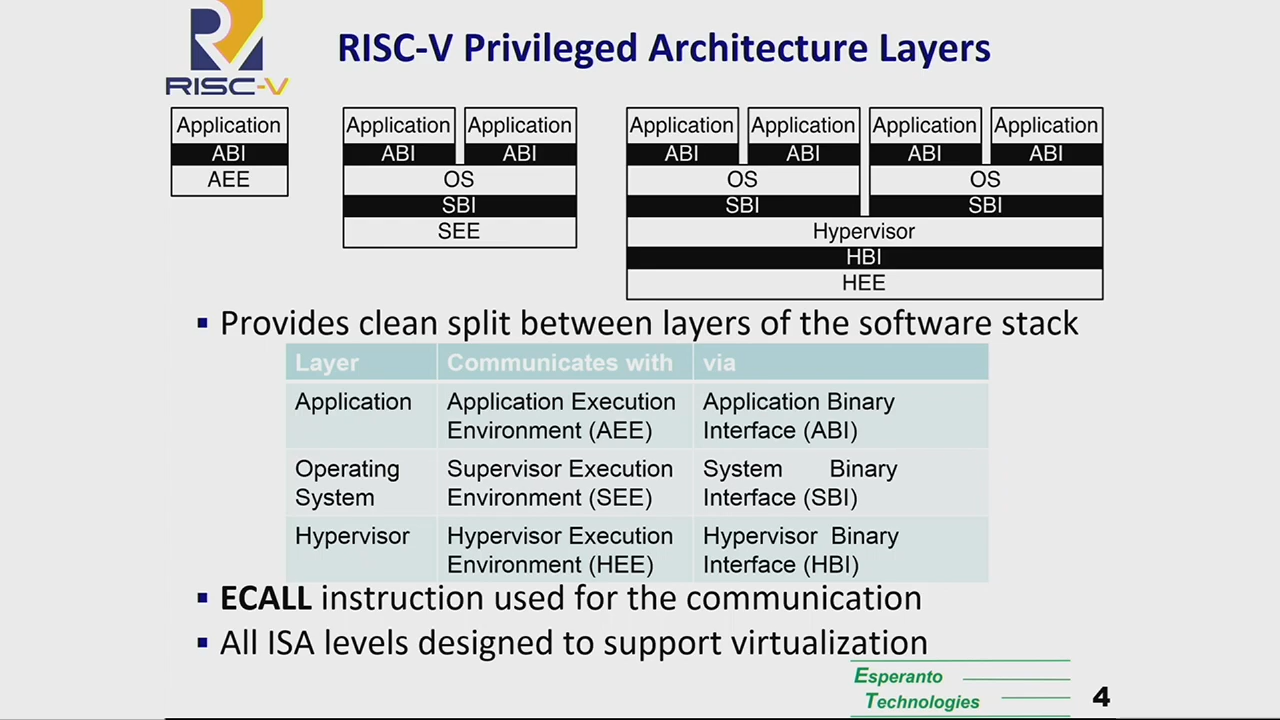 RISC-V Privileged Architecture Layers
RISC-V
Application
ABI
AEE
Application Application
ABI ABI
OS
SBI
SEE
Application Application Application Application
ABI ABI ABI ABI
OS OS
SBI SBI
Hypervisor
HBI
HEE
▪ Provides clean split between layers of the software stack
Layer Communicates with via
Application Application Execution Application Binary
Environment (AEE) Interface (ABI)
Operating Supervisor Execution System Binary
System Environment (SEE) Interface (SBI)
Hypervisor Hypervisor Execution Hypervisor Binary
Environment (HEE) Interface (HBI)
▪ ECALL instruction used for the communication
▪ All ISA levels designed to support virtualization
Esperanto
Technologies
4